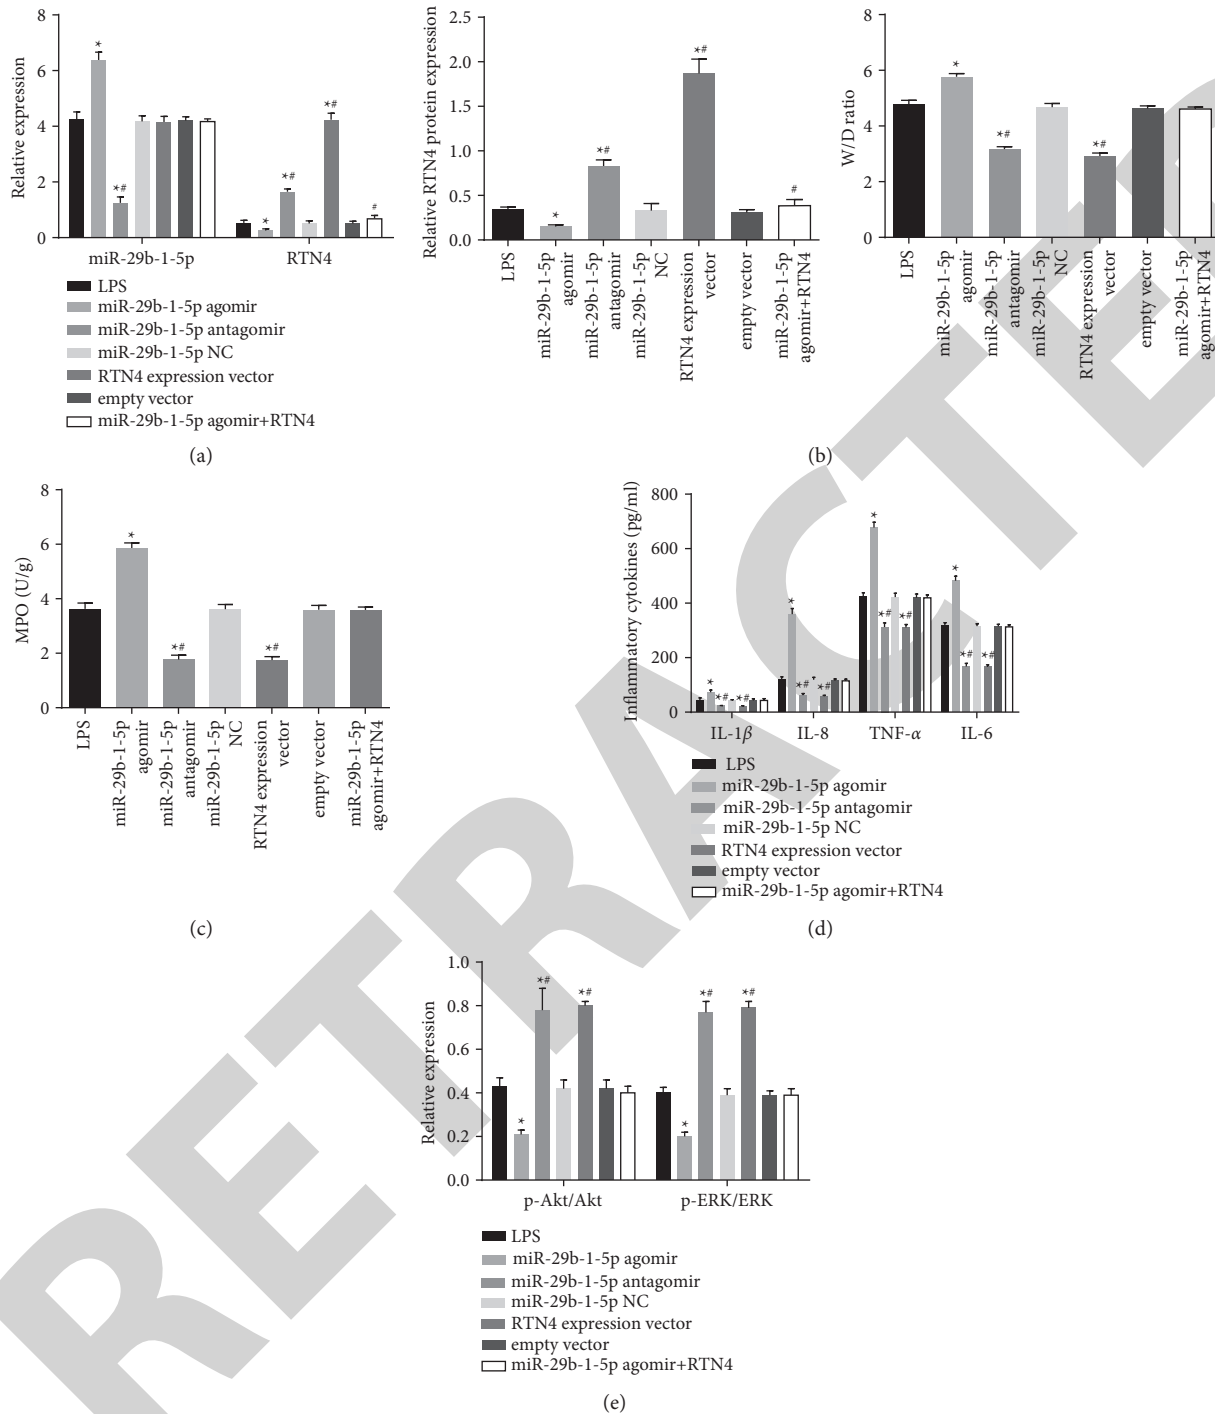 8
6
4
2
0
Relative expression
*
*#
*
*#
*#
#
miR-29b-1-5p
RTN4
LPS
miR-29b-1-5p agomir
miR-29b-1-5p antagomir
miR-29b-1-5p NC
RTN4 expression vector
empty vector
miR-29b-1-5p agomir+RTN4
(a)
2.5
2.0
1.5
1.0
0.5
0.0
Relative RTN4 protein expression
*
*#
*#
#
LPS
miR-29b-1-5p
agomir
miR-29b-1-5p
antagomir
miR-29b-1-5p
NC
RTN4 expression
vector
empty vector
miR-29b-1-5p
agomir+RTN4
8
6
4
2
0
W/D ratio
*
*#
*#
LPS
miR-29b-1-5p
agomir
miR-29b-1-5p
antagomir
miR-29b-1-5p
NC
RTN4 expression
vector
empty vector
miR-29b-1-5p
agomir+RTN4
(b)
8
6
4
2
0
MPO (U/g)
*
*#
*#
LPS
miR-29b-1-5p
agomir
miR-29b-1-5p
antagomir
miR-29b-1-5p
NC
RTN4 expression
vector
empty vector
miR-29b-1-5p
agomir+RTN4
(c)
800
600
400
200
0
Inflammatory cytokines (pg/ml)
*
*#
*#
*
*#
*#
*
*#
*#
*
*#
*#
IL-1β
IL-8
TNF-α
IL-6
LPS
miR-29b-1-5p agomir
miR-29b-1-5p antagomir
miR-29b-1-5p NC
RTN4 expression vector
empty vector
miR-29b-1-5p agomir+RTN4
(d)
1.0
0.8
0.6
0.4
0.2
0.0
Relative expression
*
*#
*#
*
*#
*#
p-Akt/Akt
p-ERK/ERK
LPS
miR-29b-1-5p agomir
miR-29b-1-5p antagomir
miR-29b-1-5p NC
RTN4 expression vector
empty vector
miR-29b-1-5p agomir+RTN4
(e)
RETRACTE